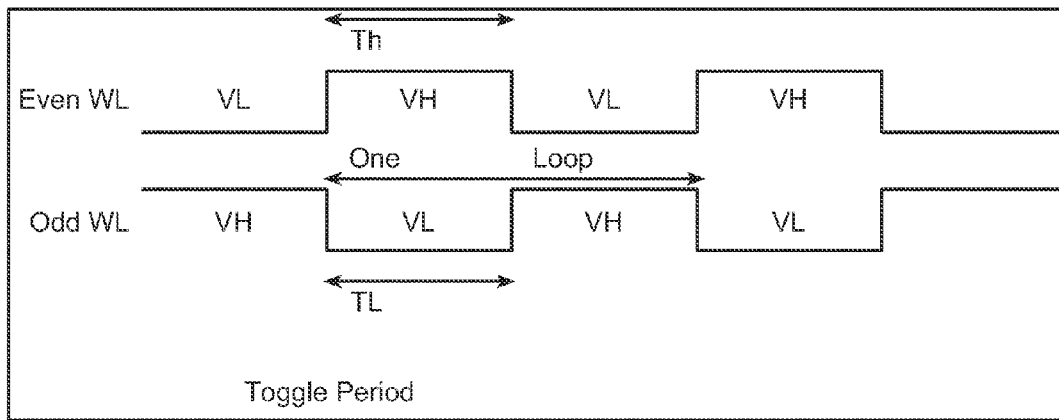 Th
Even WL VL VH VL VH
One Loop
Odd WL VH VL VH VL
TL
Toggle Period